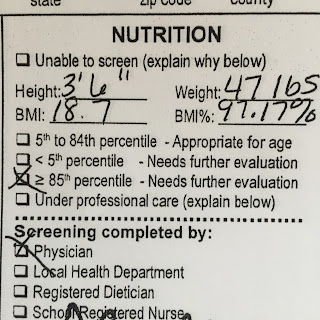 state zip code county
NUTRITION
☐ Unable to screen (explain why below)
Height: 3'6" Weight: 47 lbs
BMI: 18.7 BMI%: 97.17%
☐ 5th to 84th percentile - Appropriate for age
☐ < 5th percentile - Needs further evaluation
☒ ≥ 85th percentile - Needs further evaluation
☐ Under professional care (explain below)
Screening completed by:
☒ Physician
☐ Local Health Department
☐ Registered Dietician
☐ School Registered Nurse